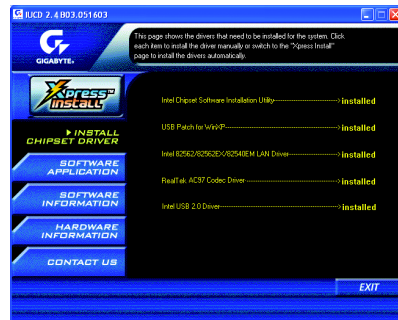 IUCD 2.4 B03.051603
GIGABYTE™
This page shows the drivers that need to be installed for the system. Click
each item to install the driver manually or switch to the "Xpress Install"
page to install the drivers automatically.
Xpress™
install
INSTALL
CHIPSET DRIVER
SOFTWARE
APPLICATION
SOFTWARE
INFORMATION
HARDWARE
INFORMATION
CONTACT US
Intel Chipset Software Installation Utility------------------->installed
USB Patch for WinXP--------------------------------->installed
Intel 82562/82562EX/82540EM LAN Driver--------------->installed
RealTek AC97 Codec Driver---------------------------->installed
Intel USB 2.0 Driver---------------------------------->installed
EXIT